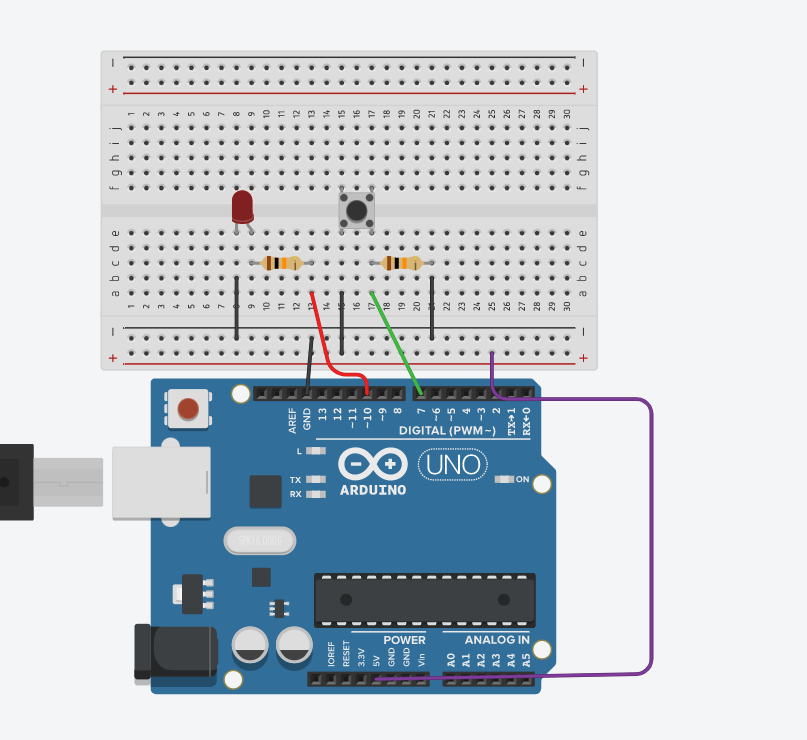 − −
+ +
1 2 3 4 5 6 7 8 9 10 11 12 13 14 15 16 17 18 19 20 21 22 23 24 25 26 27 28 29 30
j j
i i
h h
g g
f f
e e
d d
c c
b b
a a
1 2 3 4 5 6 7 8 9 10 11 12 13 14 15 16 17 18 19 20 21 22 23 24 25 26 27 28 29 30
− −
+ +
AREF GND 13 12 ~11 ~10 ~9 8 7 ~6 ~5 4 ~3 2 TX→1 RX←0
DIGITAL (PWM~)
L
TX
RX
UNO
ON
ARDUINO
POWER ANALOG IN
IOREF RESET 3.3V 5V GND GND Vin A0 A1 A2 A3 A4 A5